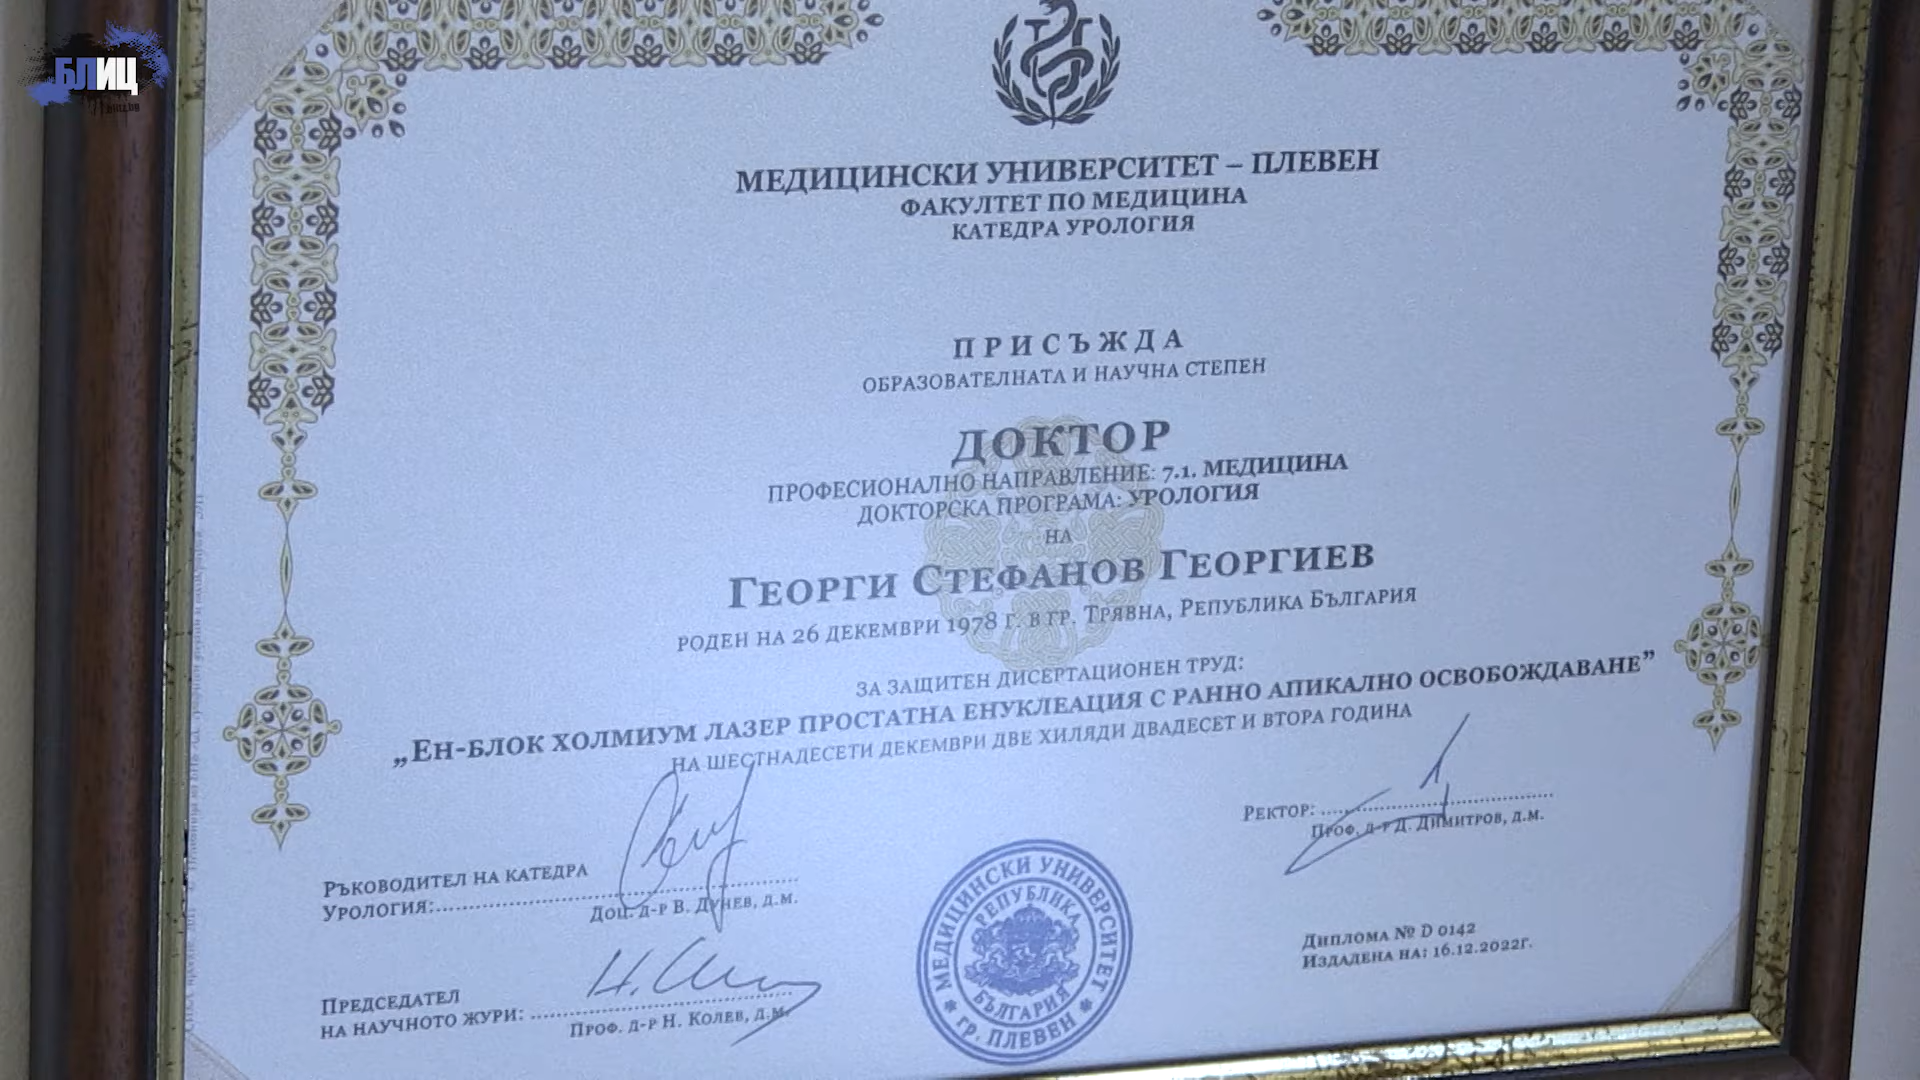 БЛИЦ
МЕДИЦИНСКИ УНИВЕРСИТЕТ – ПЛЕВЕН
ФАКУЛТЕТ ПО МЕДИЦИНА
КАТЕДРА УРОЛОГИЯ
ПРИСЪЖДА
ОБРАЗОВАТЕЛНАТА И НАУЧНА СТЕПЕН
ДОКТОР
ПРОФЕСИОНАЛНО НАПРАВЛЕНИЕ: 7.1. МЕДИЦИНА
ДОКТОРСКА ПРОГРАМА: УРОЛОГИЯ
НА
ГЕОРГИ СТЕФАНОВ ГЕОРГИЕВ
РОДЕН НА 26 ДЕКЕМВРИ 1978 Г. В ГР. ТРЯВНА, РЕПУБЛИКА БЪЛГАРИЯ
ЗА ЗАЩИТЕН ДИСЕРТАЦИОНЕН ТРУД:
„ЕН-БЛОК ХОЛМИУМ ЛАЗЕР ПРОСТАТНА ЕНУКЛЕАЦИЯ С РАННО АПИКАЛНО ОСВОБОЖДАВАНЕ”
НА ШЕСТНАДЕСЕТИ ДЕКЕМВРИ ДВЕ ХИЛЯДИ ДВАДЕСЕТ И ВТОРА ГОДИНА
РЕКТОР:
ПРОФ. Д-Р Д. ДИМИТРОВ, Д.М.
РЪКОВОДИТЕЛ НА КАТЕДРА
УРОЛОГИЯ:
ДОЦ. Д-Р В. ДУНЕВ, Д.М.
ПРЕДСЕДАТЕЛ
НА НАУЧНОТО ЖУРИ:
ПРОФ. Д-Р Н. КОЛЕВ, Д.М.
МЕДИЦИНСКИ УНИВЕРСИТЕТ
ГР. ПЛЕВЕН
РЕПУБЛИКА
БЪЛГАРИЯ
ДИПЛОМА № D 0142
ИЗДАДЕНА НА: 16.12.2022Г.